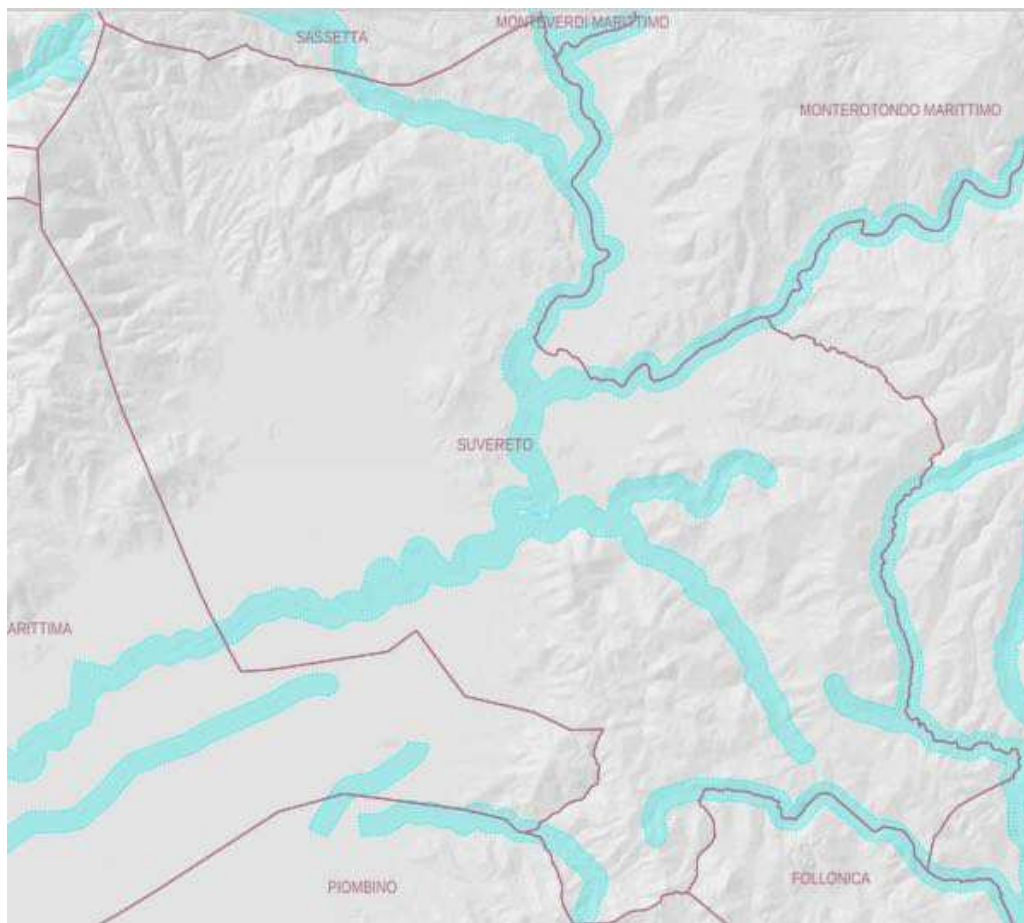 MONTEVERDI MARITTIMO
SASSETTA
MONTEROTONDO MARITTIMO
SUVERETO
ARITTIMA
PIOMBINO
FOLLONICA